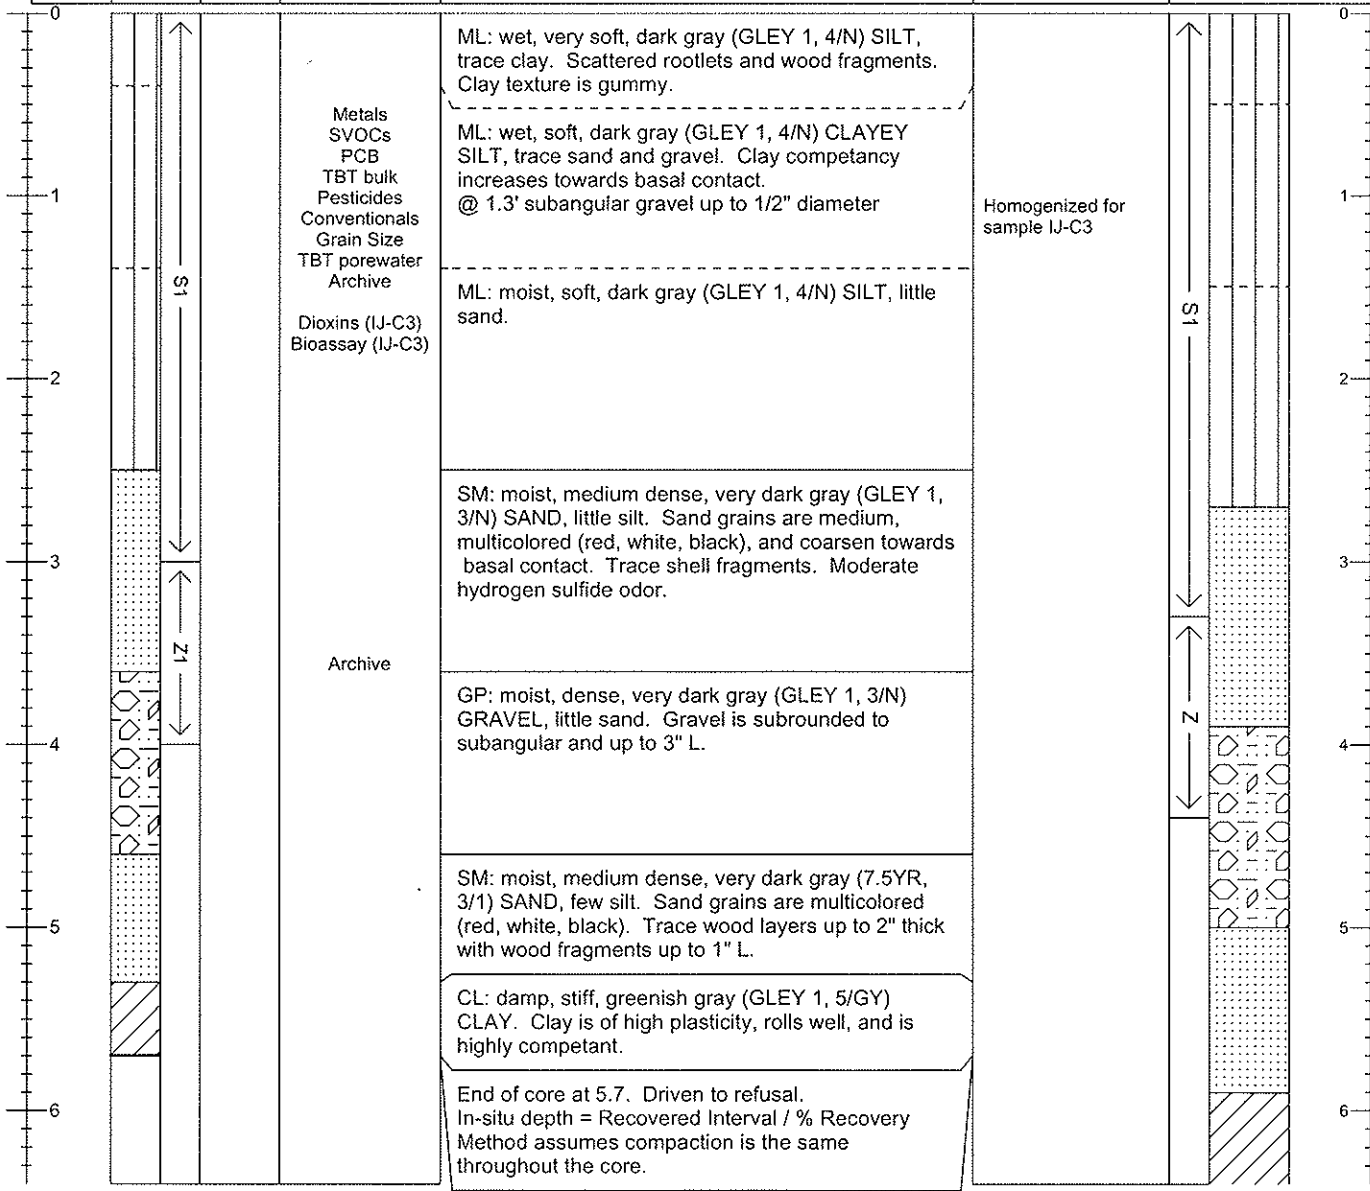 0
1
2
3
4
5
6
S1
Z1
Metals
SVOCs
PCB
TBT bulk
Pesticides
Conventionals
Grain Size
TBT porewater
Archive
Dioxins (IJ-C3)
Bioassay (IJ-C3)
Archive
ML: wet, very soft, dark gray (GLEY 1, 4/N) SILT,
trace clay. Scattered rootlets and wood fragments.
Clay texture is gummy.
ML: wet, soft, dark gray (GLEY 1, 4/N) CLAYEY
SILT, trace sand and gravel. Clay competancy
increases towards basal contact.
@ 1.3' subangular gravel up to 1/2" diameter
ML: moist, soft, dark gray (GLEY 1, 4/N) SILT, little
sand.
SM: moist, medium dense, very dark gray (GLEY 1,
3/N) SAND, little silt. Sand grains are medium,
multicolored (red, white, black), and coarsen towards
basal contact. Trace shell fragments. Moderate
hydrogen sulfide odor.
GP: moist, dense, very dark gray (GLEY 1, 3/N)
GRAVEL, little sand. Gravel is subrounded to
subangular and up to 3" L.
SM: moist, medium dense, very dark gray (7.5YR,
3/1) SAND, few silt. Sand grains are multicolored
(red, white, black). Trace wood layers up to 2" thick
with wood fragments up to 1" L.
CL: damp, stiff, greenish gray (GLEY 1, 5/GY)
CLAY. Clay is of high plasticity, rolls well, and is
highly competant.
End of core at 5.7. Driven to refusal.
In-situ depth = Recovered Interval / % Recovery
Method assumes compaction is the same
throughout the core.
Homogenized for
sample IJ-C3
S1
Z
0
1
2
3
4
5
6